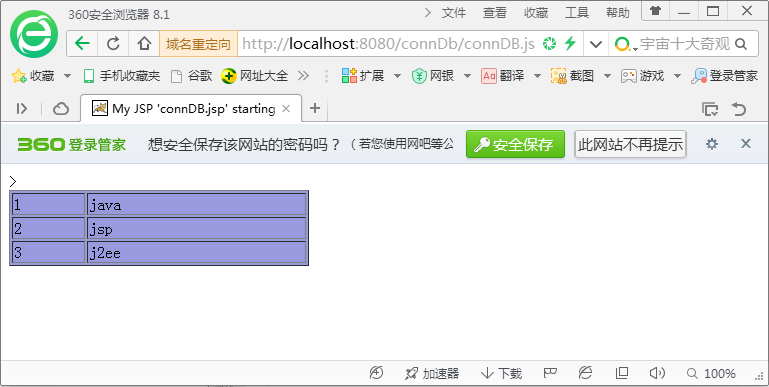 360安全浏览器 8.1
文件 查看 收藏 工具 帮助
域名重定向 http://localhost:8080/connDb/connDB.js 宇宙十大奇观
收藏 手机收藏夹 谷歌 网址大全 扩展 网银 Aa 翻译 截图 游戏 登录管家
My JSP 'connDB.jsp' starting
360 登录管家 想安全保存该网站的密码吗？（若您使用网吧等公 安全保存 此网站不再提示
>
1 java
2 jsp
3 j2ee
加速器 下载 100%